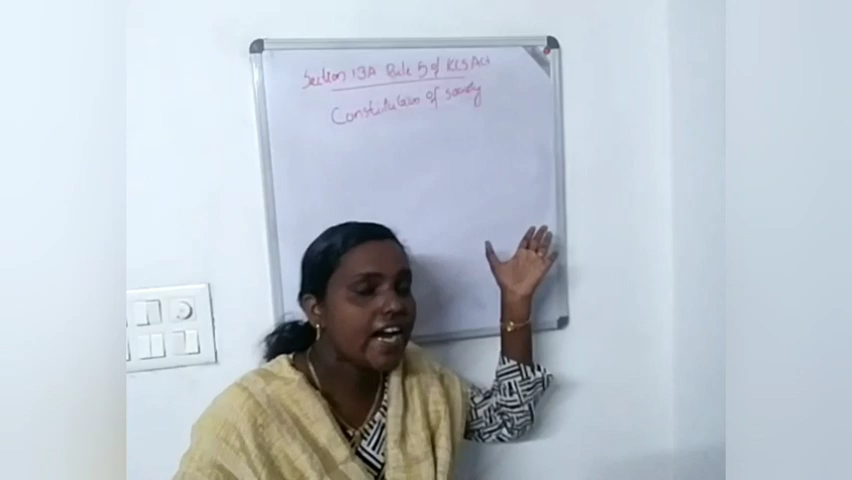 Section 13A Rule 5 of KCS Act
Constitution of society